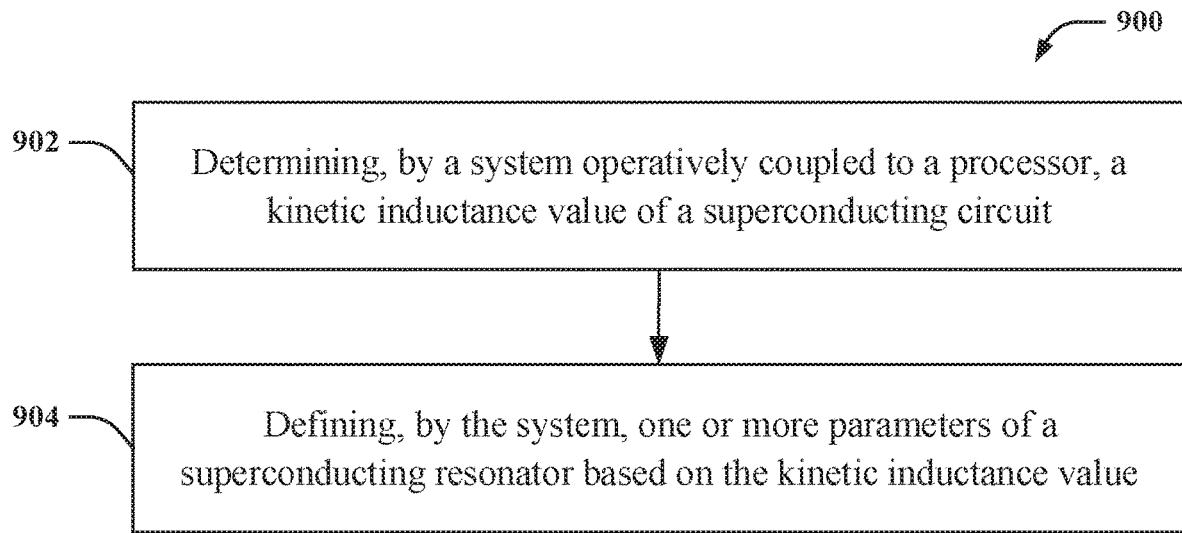 900
902
Determining, by a system operatively coupled to a processor, a
kinetic inductance value of a superconducting circuit
904
Defining, by the system, one or more parameters of a
superconducting resonator based on the kinetic inductance value